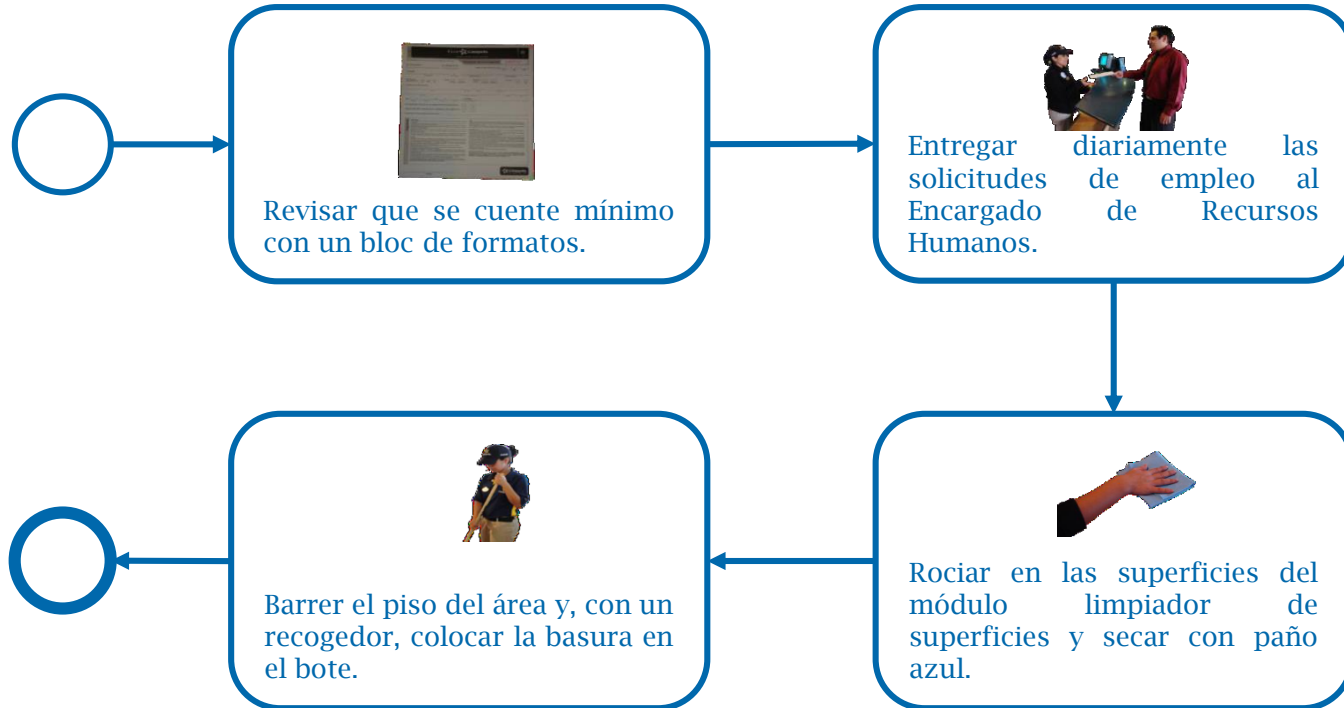 Revisar que se cuente mínimo
con un bloc de formatos.
Entregar diariamente las
solicitudes de empleo al
Encargado de Recursos
Humanos.
Rociar en las superficies del
módulo limpiador de
superficies y secar con paño
azul.
Barrer el piso del área y, con un
recogedor, colocar la basura en
el bote.